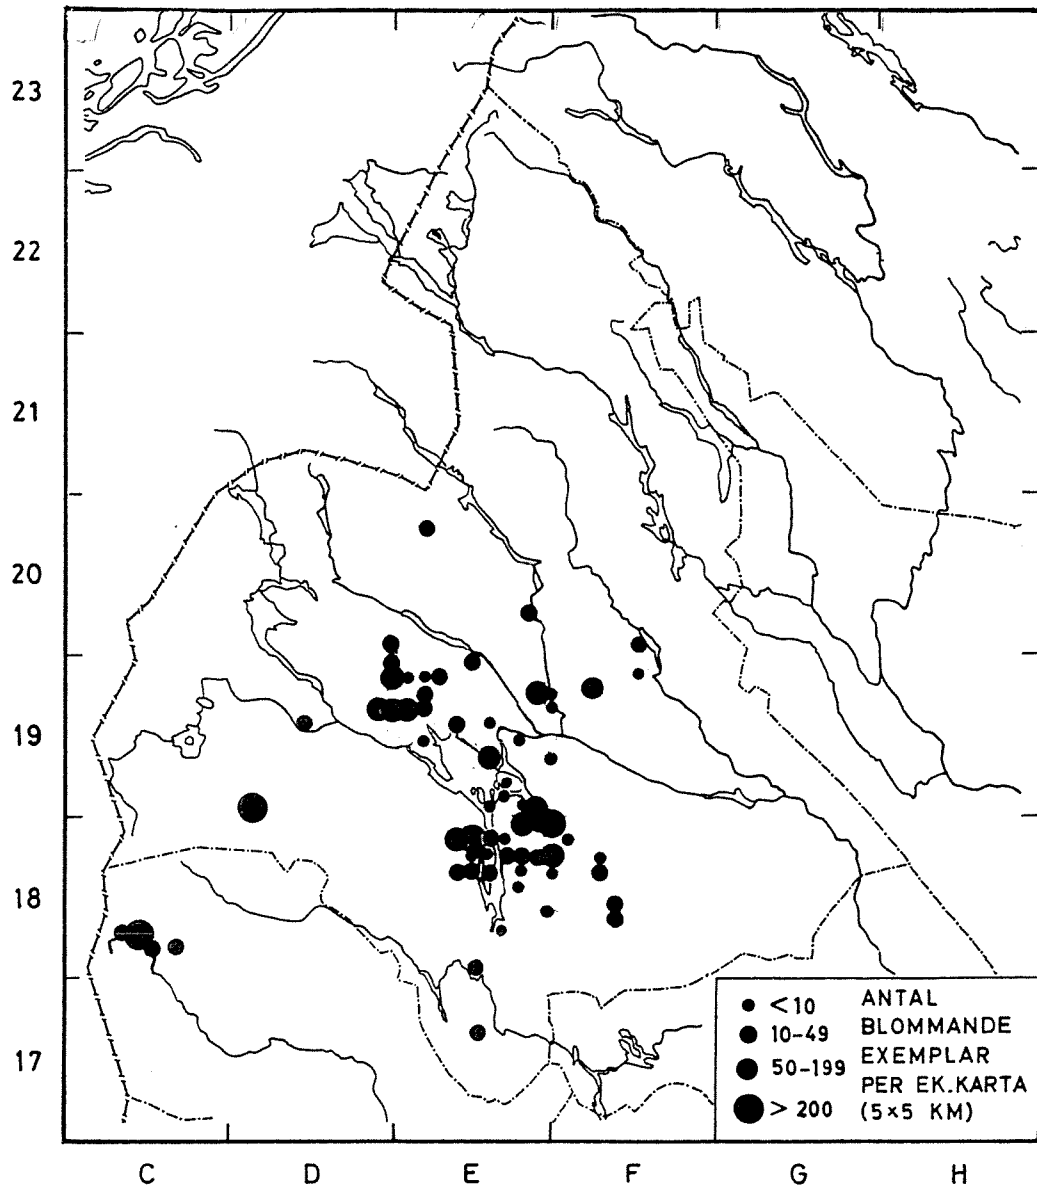 23
22
21
20
19
18
17
<10 ANTAL
10-49 BLOMMANDE
50-199 EXEMPLAR
> 200 PER EK.KARTA
(5×5 KM)
C D E F G H